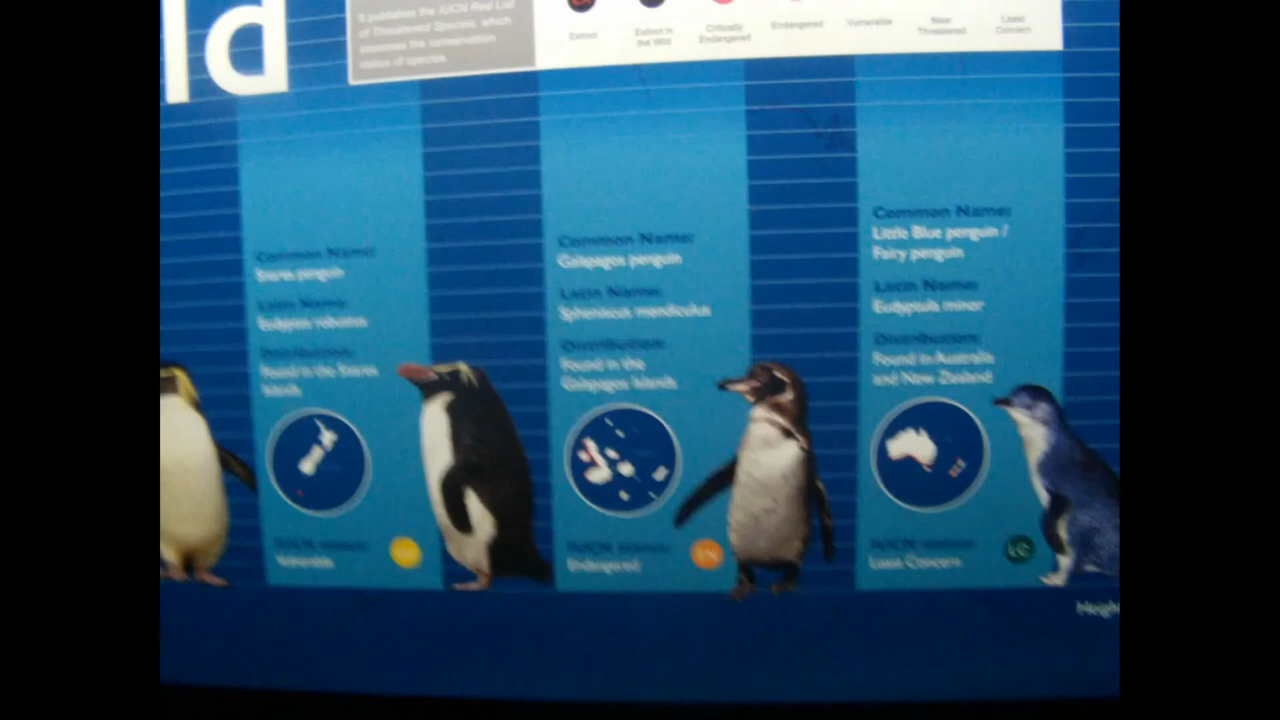 ld
It publishes the IUCN Red List
of Threatened Species, which
assesses the conservation
status of species.
Extinct
Extinct in
the Wild
Critically
Endangered
Endangered
Vulnerable
Near
Threatened
Least
Concern
Common Name:
Snares penguin
Latin Name:
Eudyptes robustus
Distribution:
Found in the Snares
Islands
IUCN status:
Vulnerable
VU
Common Name:
Galapagos penguin
Latin Name:
Spheniscus mendiculus
Distribution:
Found in the
Galapagos Islands
IUCN status:
Endangered
EN
Common Name:
Little Blue penguin /
Fairy penguin
Latin Name:
Eudyptula minor
Distribution:
Found in Australia
and New Zealand
IUCN status:
Least Concern
LC
Heigh